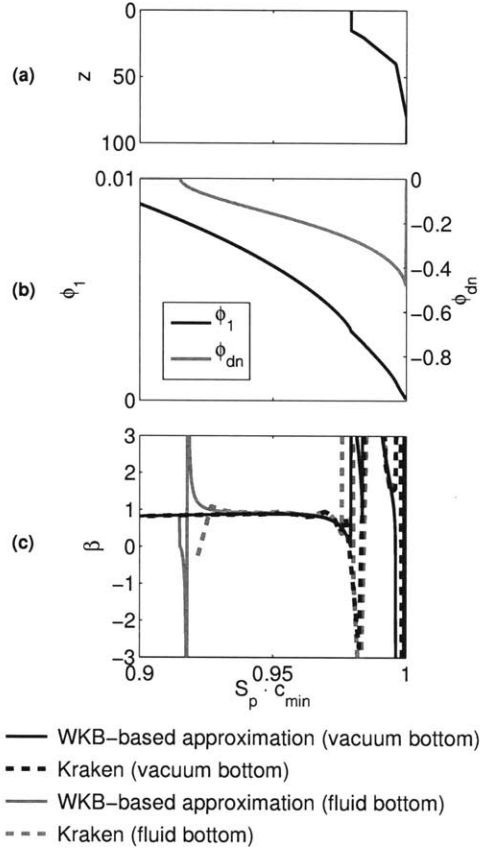 (a)
z
0
50
100
(b)
ϕ1
0.01
0
ϕ1
ϕdn
0
−0.2
−0.4
−0.6
−0.8
ϕdn
(c)
β
3
2
1
0
−1
−2
−3
0.9
0.95
1
Sp · cmin
WKB−based approximation (vacuum bottom)
Kraken (vacuum bottom)
WKB−based approximation (fluid bottom)
Kraken (fluid bottom)